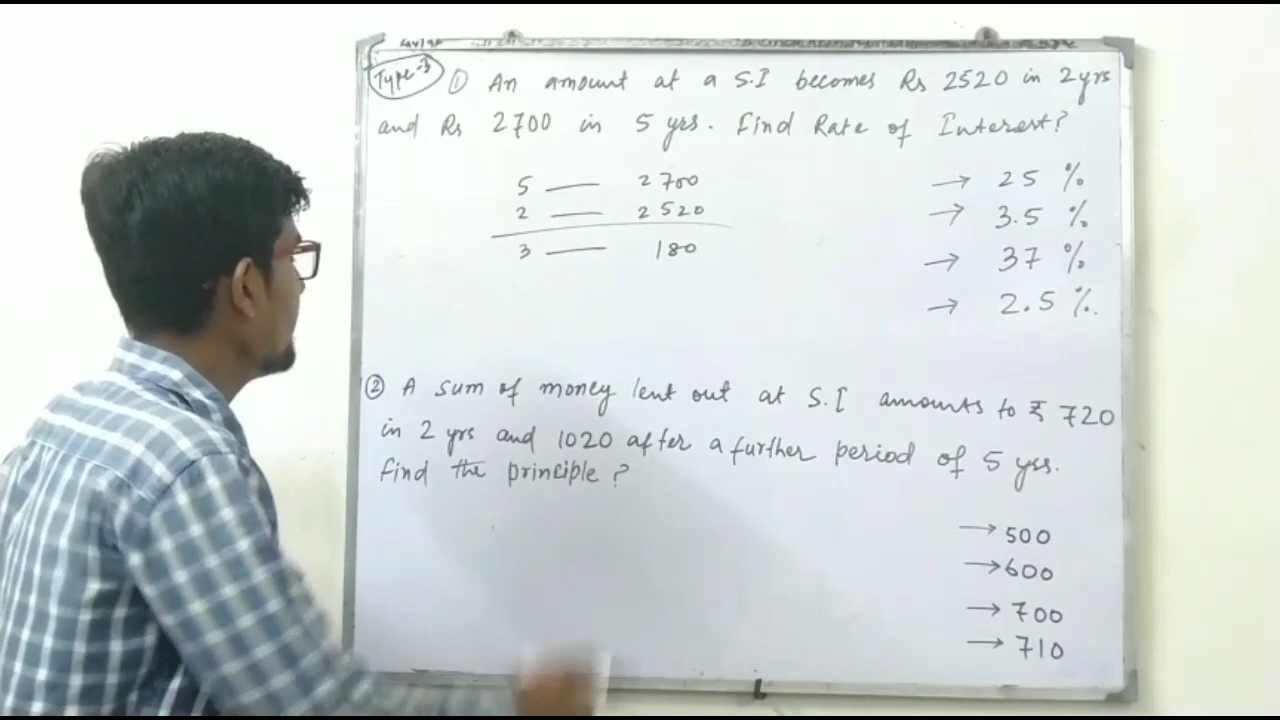 Type-3 ① An amount at a S.I becomes Rs 2520 in 2yrs
and Rs 2700 in 5 yrs. Find Rate of Interest?
5 — 2700
2 — 2520
3 — 180
→ 25 %
→ 3.5 %
→ 37 %
→ 2.5 %.
② A sum of money lent out at S.I amounts to ₹ 720
in 2 yrs and 1020 after a further period of 5 yrs.
Find the principle ?
→ 500
→ 600
→ 700
→ 710